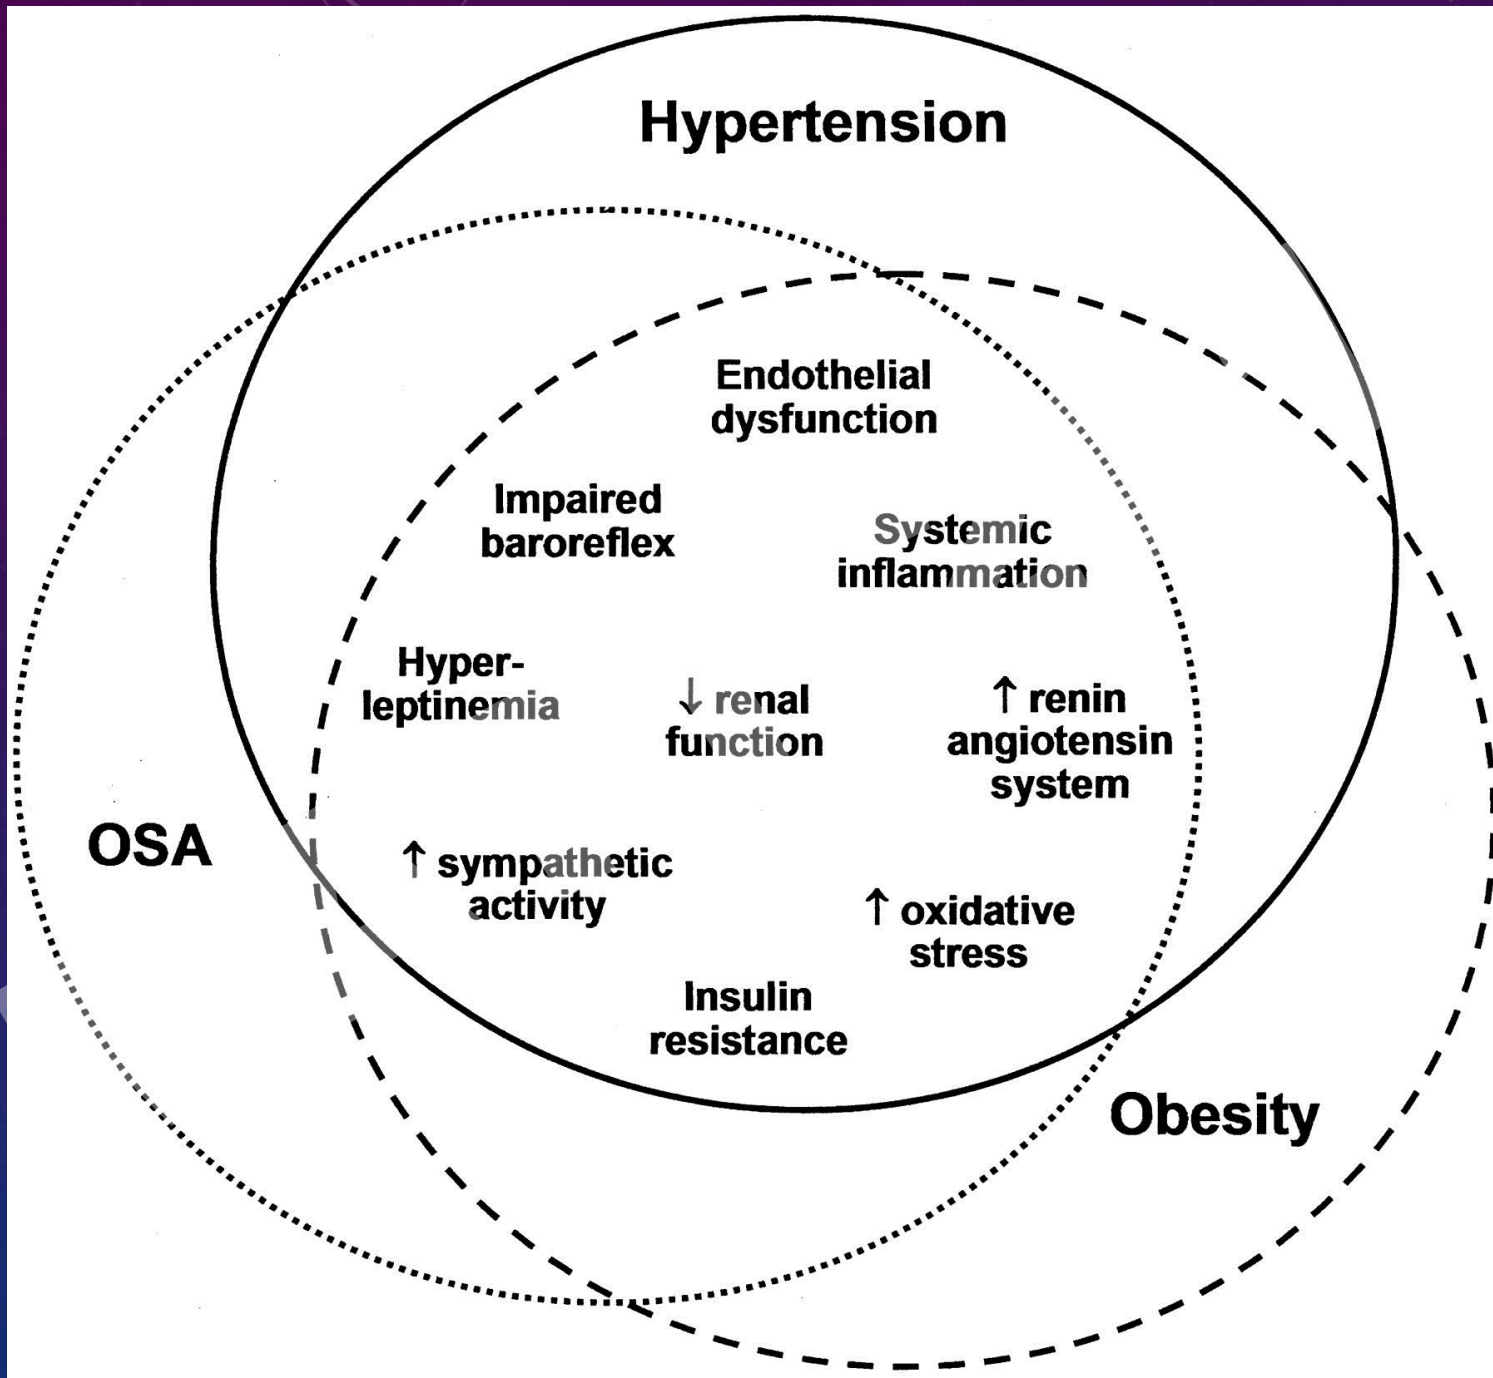 Hypertension
Endothelial
dysfunction
Impaired
baroreflex
Systemic
inflammation
Hyper-
leptinemia
↓ renal
function
↑ renin
angiotensin
system
OSA
↑ sympathetic
activity
↑ oxidative
stress
Insulin
resistance
Obesity